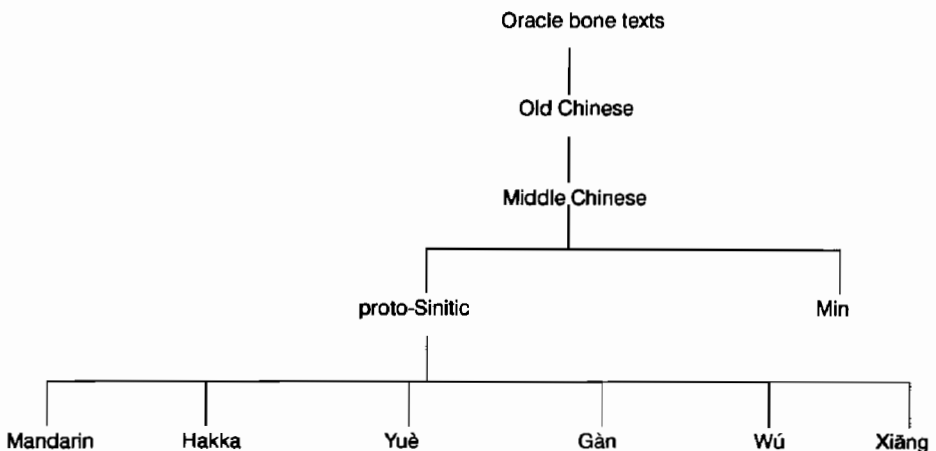 Oracle bone texts
Old Chinese
Middle Chinese
proto-Sinitic Min
Mandarin Hakka Yuè Gàn Wú Xiāng